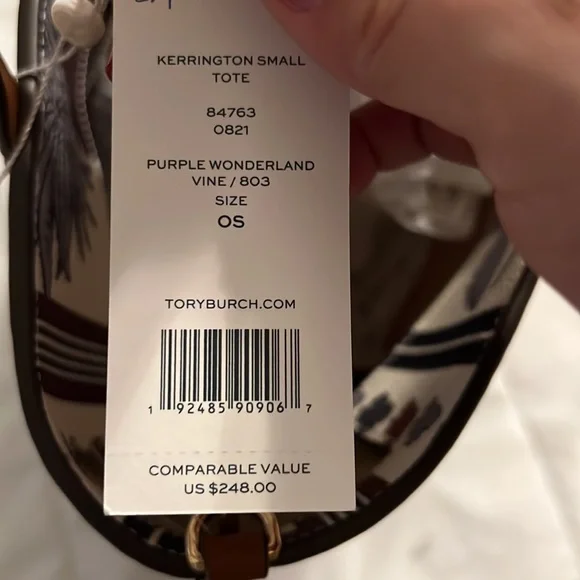 KERRINGTON SMALL
TOTE
84763
0821
PURPLE WONDERLAND
VINE / 803
SIZE
OS
TORYBURCH.COM
1 92485 90906 7
COMPARABLE VALUE
US $248.00